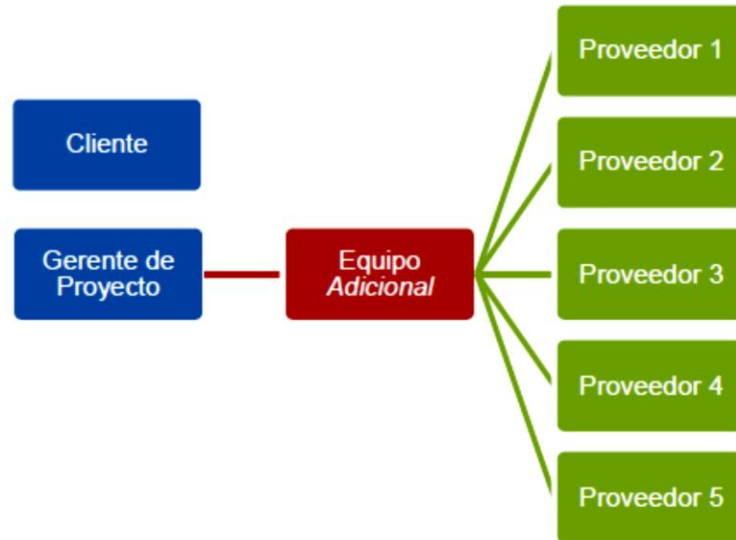 Cliente
Gerente de
Proyecto
Equipo
Adicional
Proveedor 1
Proveedor 2
Proveedor 3
Proveedor 4
Proveedor 5